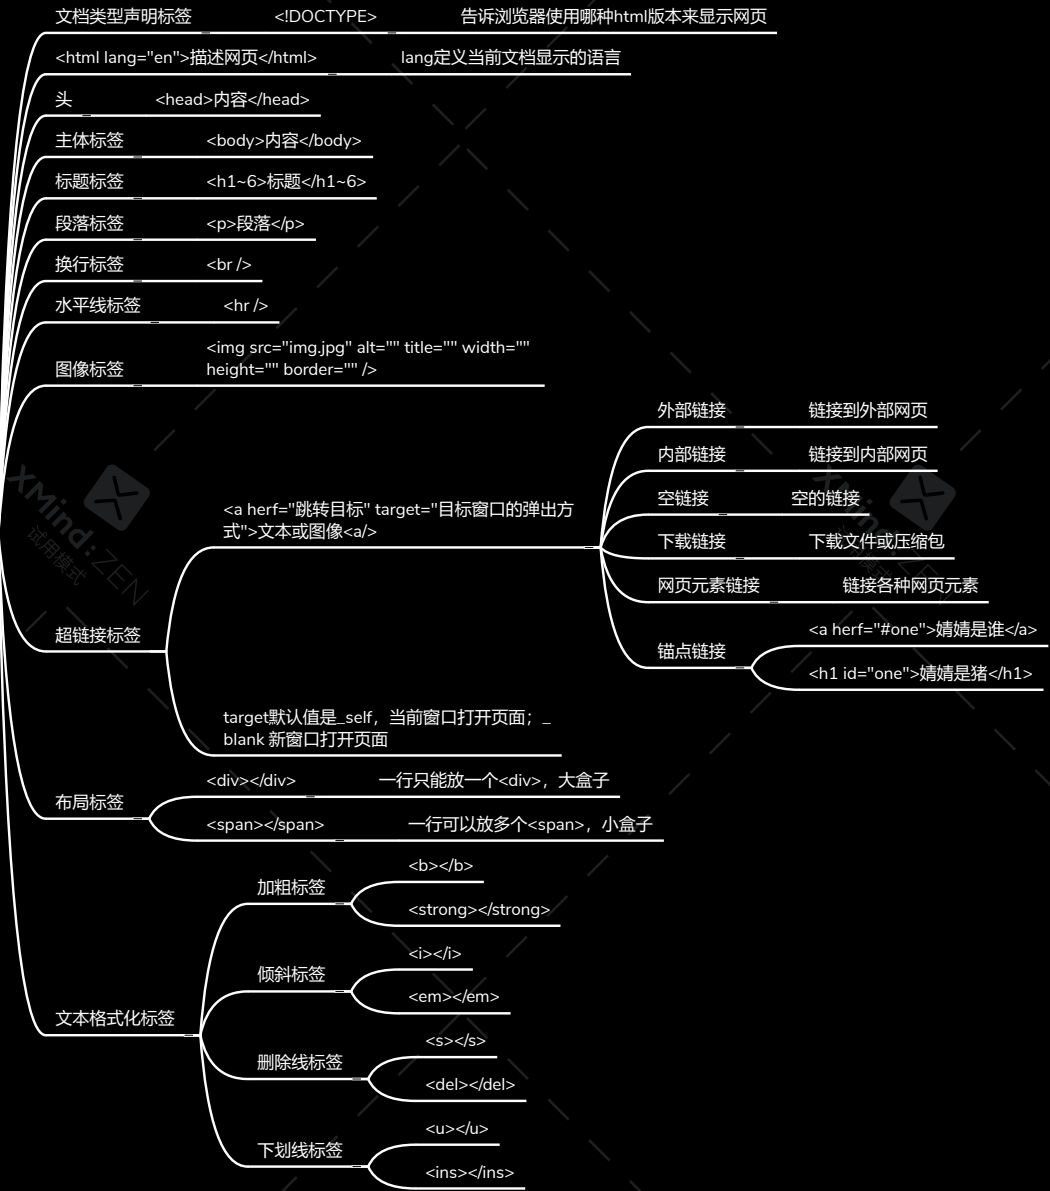 文档类型声明标签 <!DOCTYPE> 告诉浏览器使用哪种html版本来显示网页
<html lang="en">描述网页</html> lang定义当前文档显示的语言
头 <head>内容</head>
主体标签 <body>内容</body>
标题标签 <h1~6>标题</h1~6>
段落标签 <p>段落</p>
换行标签 <br />
水平线标签 <hr />
图像标签 <img src="img.jpg" alt="" title="" width=""
height="" border="" />
超链接标签
<a herf="跳转目标" target="目标窗口的弹出方
式">文本或图像<a/>
外部链接 链接到外部网页
内部链接 链接到内部网页
空链接 空的链接
下载链接 下载文件或压缩包
网页元素链接 链接各种网页元素
锚点链接
<a herf="#one">婧婧是谁</a>
<h1 id="one">婧婧是猪</h1>
target默认值是_self，当前窗口打开页面；_
blank 新窗口打开页面
布局标签
<div></div> 一行只能放一个<div>，大盒子
<span></span> 一行可以放多个<span>，小盒子
文本格式化标签
加粗标签
<b></b>
<strong></strong>
倾斜标签
<i></i>
<em></em>
删除线标签
<s></s>
<del></del>
下划线标签
<u></u>
<ins></ins>
XMind:ZEN
试用模式
XMind:ZEN
试用模式